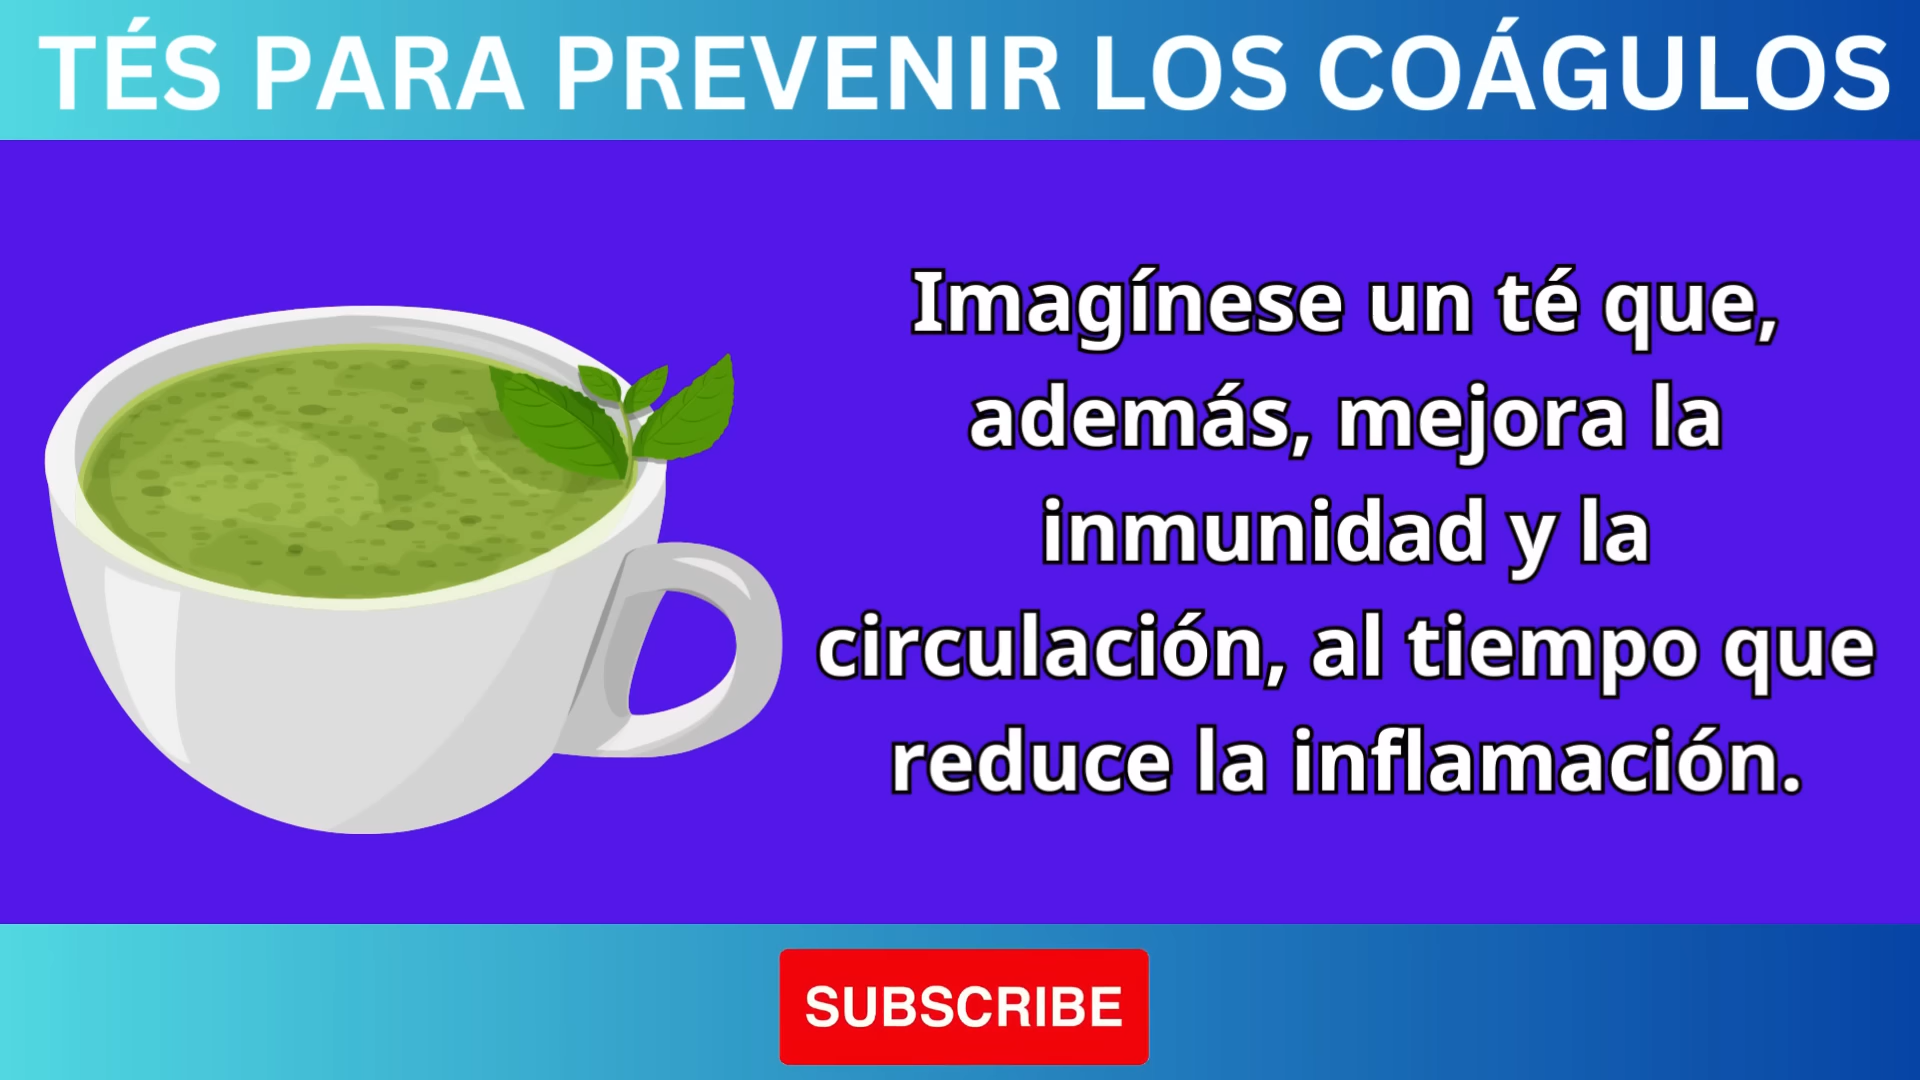 TÉS PARA PREVENIR LOS COÁGULOS
Imagínese un té que,
además, mejora la
inmunidad y la
circulación, al tiempo que
reduce la inflamación.
SUBSCRIBE